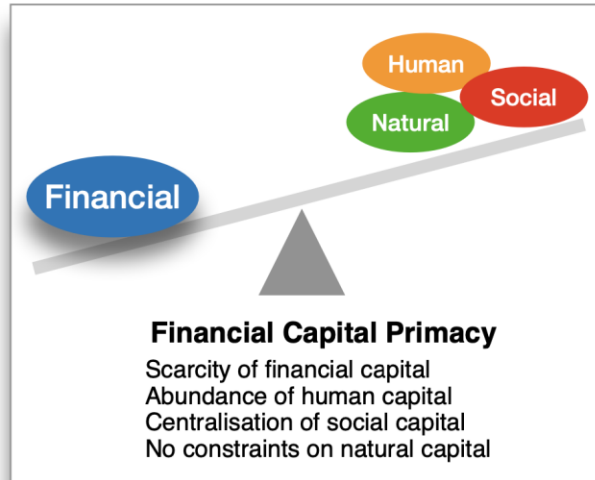 Human
Social
Natural
Financial
Financial Capital Primacy
Scarcity of financial capital
Abundance of human capital
Centralisation of social capital
No constraints on natural capital